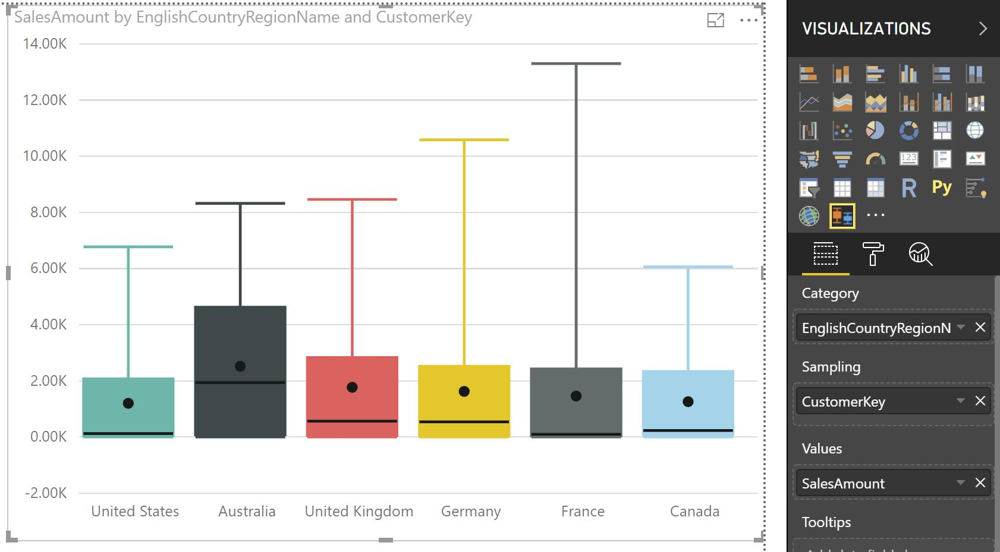 SalesAmount by EnglishCountryRegionName and CustomerKey
14.00K
12.00K
10.00K
8.00K
6.00K
4.00K
2.00K
0.00K
-2.00K
United States Australia United Kingdom Germany France Canada
VISUALIZATIONS
123
R Py
Category
EnglishCountryRegionN
Sampling
CustomerKey
Values
SalesAmount
Tooltips